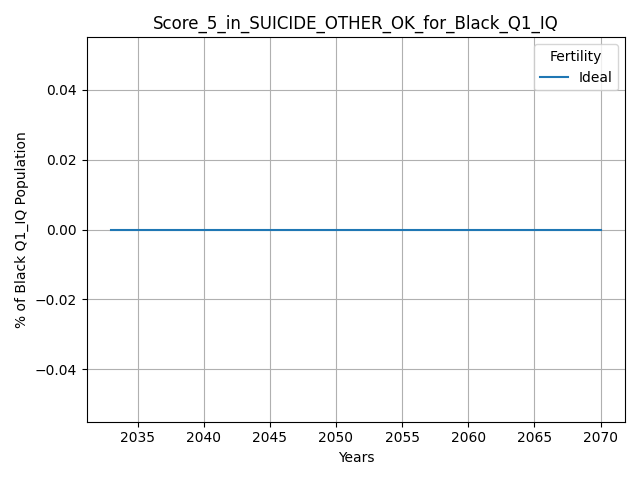 Score_5_in_SUICIDE_OTHER_OK_for_Black_Q1_IQ
Fertility
Ideal
% of Black Q1_IQ Population
0.04
0.02
0.00
−0.02
−0.04
2035 2040 2045 2050 2055 2060 2065 2070
Years